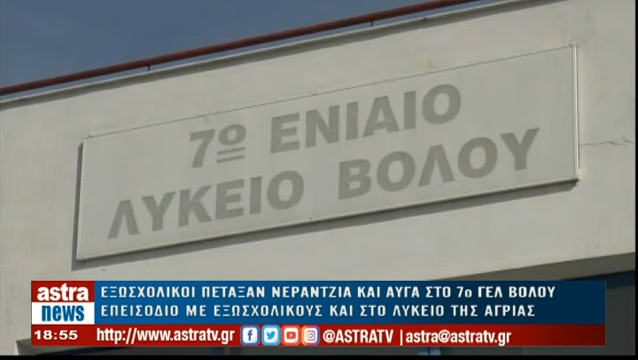 7ο ΕΝΙΑΙΟ
ΛΥΚΕΙΟ ΒΟΛΟΥ
astra
news
ΕΞΩΣΧΟΛΙΚΟΙ ΠΕΤΑΞΑΝ ΝΕΡΑΝΤΖΙΑ ΚΑΙ ΑΥΓΑ ΣΤΟ 7ο ΓΕΛ ΒΟΛΟΥ
ΕΠΕΙΣΟΔΙΟ ΜΕ ΕΞΩΣΧΟΛΙΚΟΥΣ ΚΑΙ ΣΤΟ ΛΥΚΕΙΟ ΤΗΣ ΑΓΡΙΑΣ
18:55 http://www.astratv.gr @ASTRATV | astra@astratv.gr